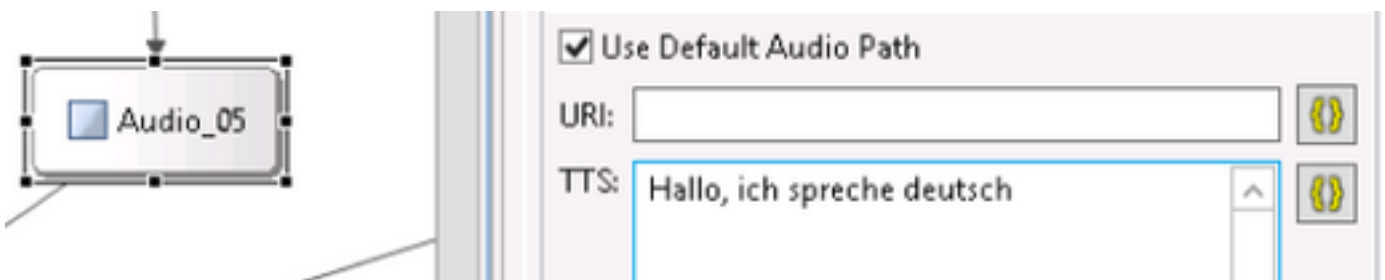 Use Default Audio Path
Audio_05
URI:
TTS:
Hallo, ich spreche deutsch